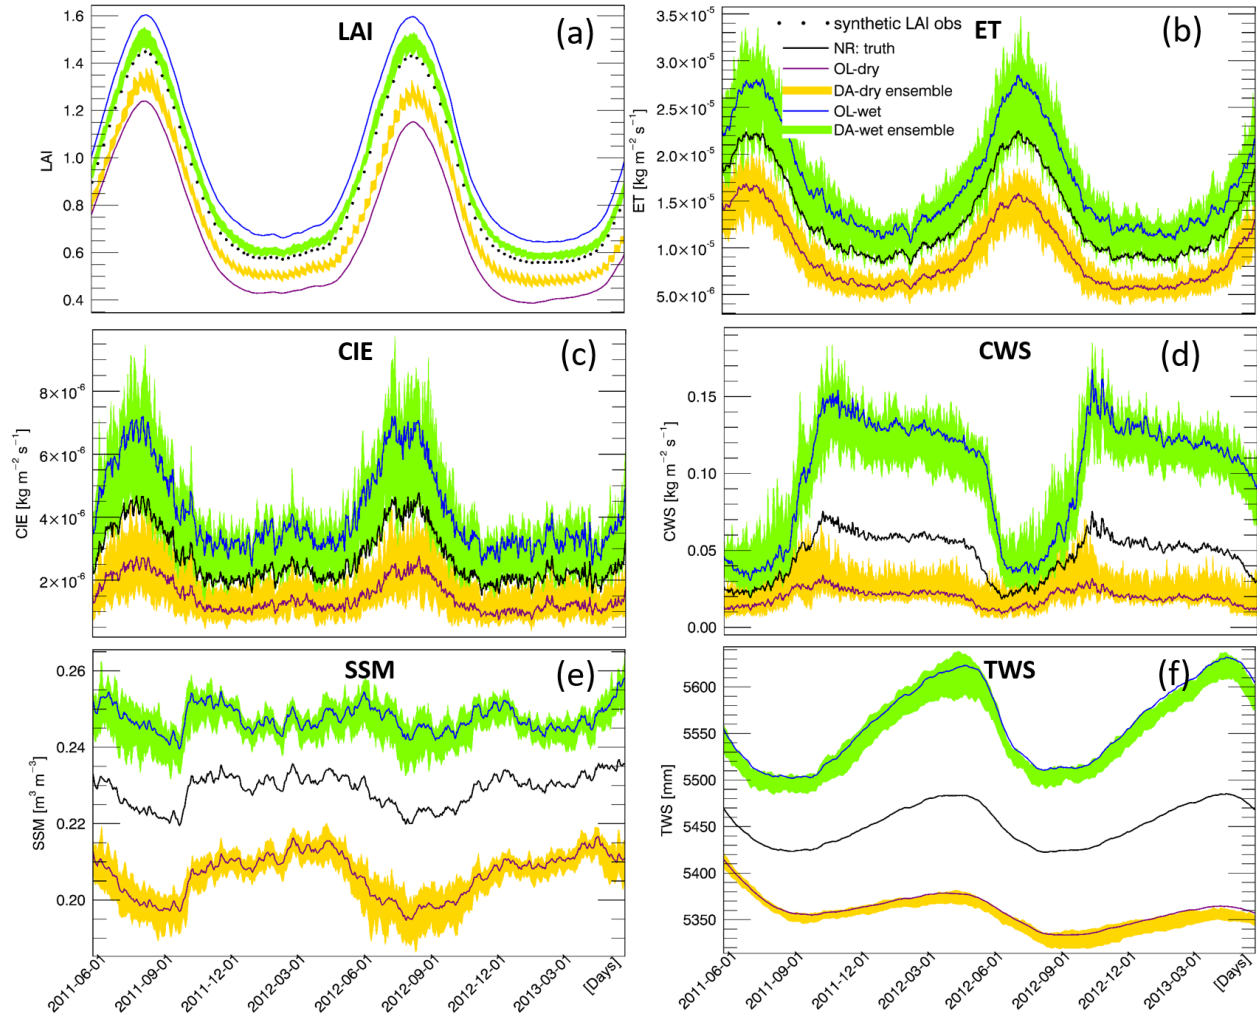 LAI
(a)
LAI
1.6
1.4
1.2
1.0
0.8
0.6
0.4
ET
(b)
synthetic LAI obs
NR: truth
OL-dry
DA-dry ensemble
OL-wet
DA-wet ensemble
ET [kg m⁻² s⁻¹]
3.5×10⁻⁵
3.0×10⁻⁵
2.5×10⁻⁵
2.0×10⁻⁵
1.5×10⁻⁵
1.0×10⁻⁵
5.0×10⁻⁶
CIE
(c)
CIE [kg m⁻² s⁻¹]
8×10⁻⁶
6×10⁻⁶
4×10⁻⁶
2×10⁻⁶
CWS
(d)
CWS [kg m⁻² s⁻¹]
0.15
0.10
0.05
0.00
SSM
(e)
SSM [m³ m⁻³]
0.26
0.24
0.22
0.20
2011-06-01
2011-09-01
2011-12-01
2012-03-01
2012-06-01
2012-09-01
2012-12-01
2013-03-01
[Days]
TWS
(f)
TWS [mm]
5600
5550
5500
5450
5400
5350
2011-06-01
2011-09-01
2011-12-01
2012-03-01
2012-06-01
2012-09-01
2012-12-01
2013-03-01
[Days]